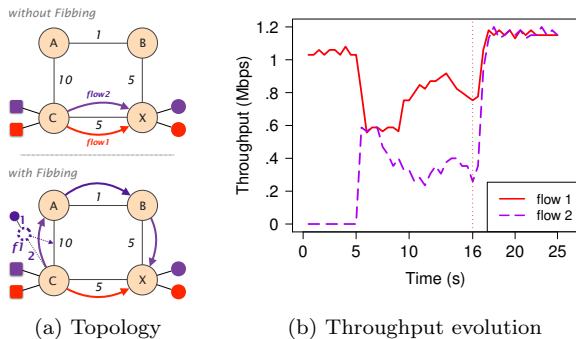 without Fibbing
A
1
B
10
5
flow2
C
5
X
flow1
with Fibbing
A
1
B
1
f1
2
10
5
C
5
X
(a) Topology
Throughput (Mbps)
1.2
1
.8
.6
.4
.2
0
0
5
10
16
20
25
Time (s)
flow 1
flow 2
(b) Throughput evolution